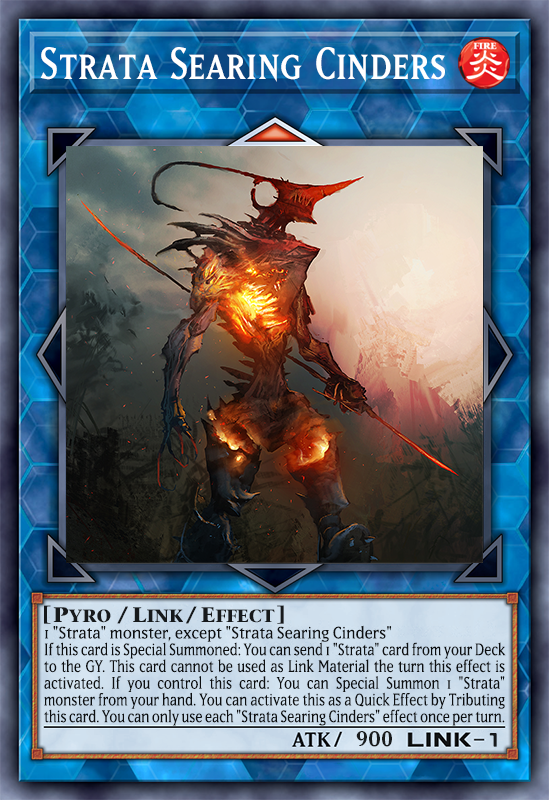 Strata Searing Cinders
FIRE
炎
[Pyro / Link / Effect]
1 "Strata" monster, except "Strata Searing Cinders"
If this card is Special Summoned: You can send 1 "Strata" card from your Deck
to the GY. This card cannot be used as Link Material the turn this effect is
activated. If you control this card: You can Special Summon 1 "Strata"
monster from your hand. You can activate this as a Quick Effect by Tributing
this card. You can only use each "Strata Searing Cinders" effect once per turn.
ATK/ 900 LINK-1